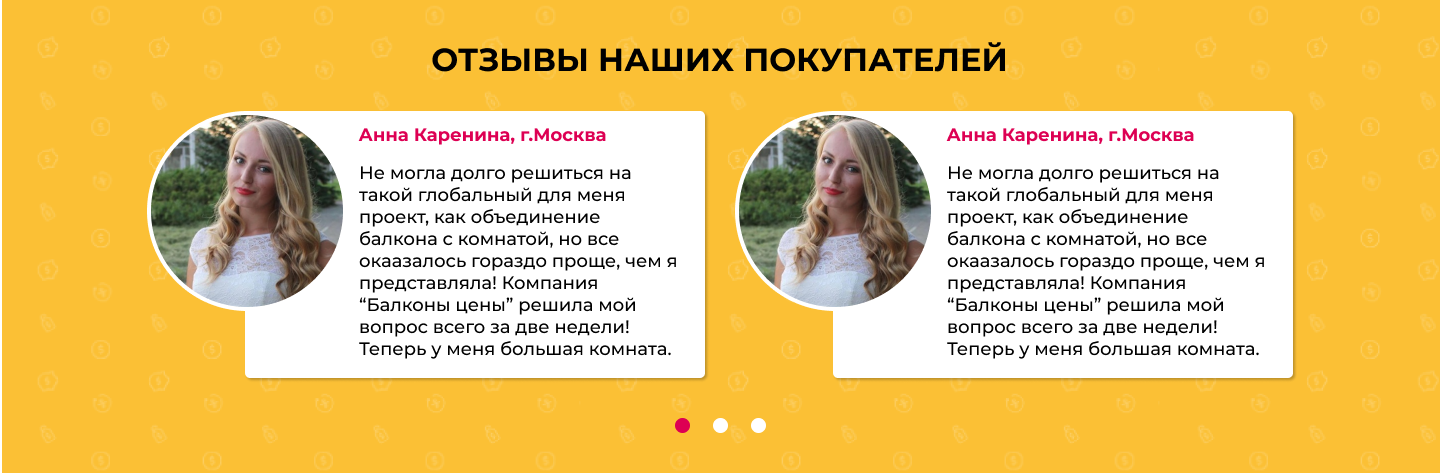 ОТЗЫВЫ НАШИХ ПОКУПАТЕЛЕЙ
Анна Каренина, г.Москва
Не могла долго решиться на
такой глобальный для меня
проект, как объединение
балкона с комнатой, но все
окаазалось гораздо проще, чем я
представляла! Компания
“Балконы цены” решила мой
вопрос всего за две недели!
Теперь у меня большая комната.
Анна Каренина, г.Москва
Не могла долго решиться на
такой глобальный для меня
проект, как объединение
балкона с комнатой, но все
окаазалось гораздо проще, чем я
представляла! Компания
“Балконы цены” решила мой
вопрос всего за две недели!
Теперь у меня большая комната.